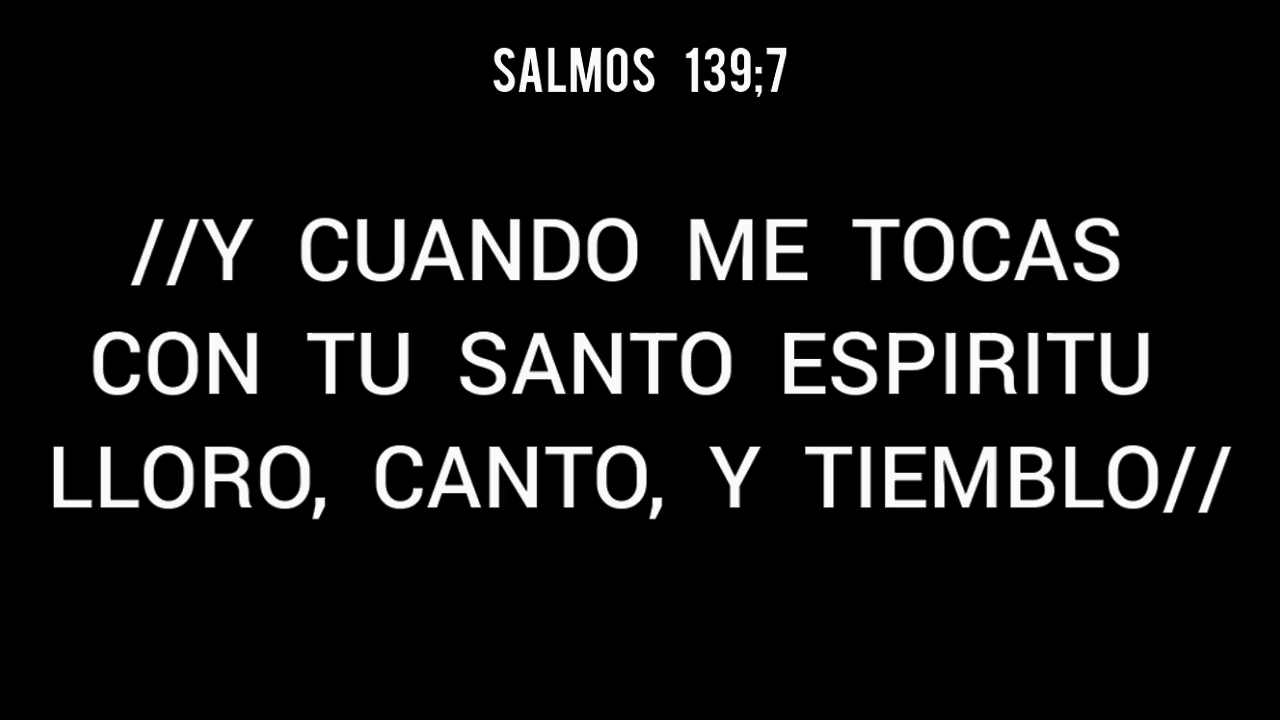 SALMOS 139;7
//Y CUANDO ME TOCAS
CON TU SANTO ESPIRITU
LLORO, CANTO, Y TIEMBLO//